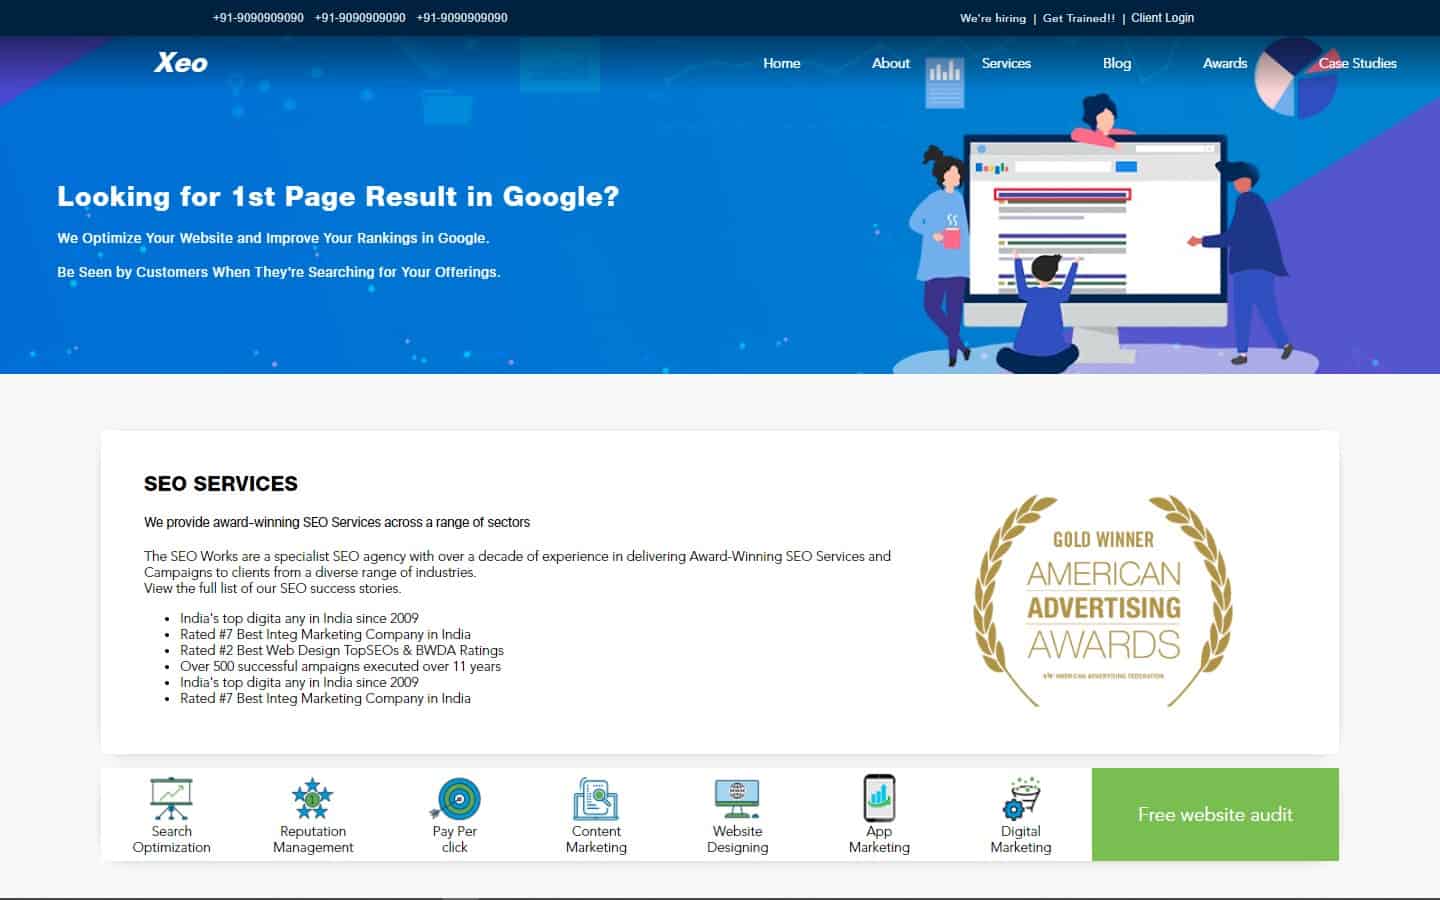 +91-9090909090 +91-9090909090 +91-9090909090
We're hiring | Get Trained!! | Client Login
Xeo
Home About Services Blog Awards Case Studies
Google
Looking for 1st Page Result in Google?
We Optimize Your Website and Improve Your Rankings in Google.
Be Seen by Customers When They're Searching for Your Offerings.
SEO SERVICES
We provide award-winning SEO Services across a range of sectors
The SEO Works are a specialist SEO agency with over a decade of experience in delivering Award-Winning SEO Services and
Campaigns to clients from a diverse range of industries.
View the full list of our SEO success stories.
• India's top digita any in India since 2009
• Rated #7 Best Integ Marketing Company in India
• Rated #2 Best Web Design TopSEOs & BWDA Ratings
• Over 500 successful ampaigns executed over 11 years
• India's top digita any in India since 2009
• Rated #7 Best Integ Marketing Company in India
GOLD WINNER
AMERICAN
ADVERTISING
AWARDS
AMERICAN ADVERTISING FEDERATION
Search
Optimization
Reputation
Management
Pay Per
click
Content
Marketing
Website
Designing
App
Marketing
Digital
Marketing
Free website audit